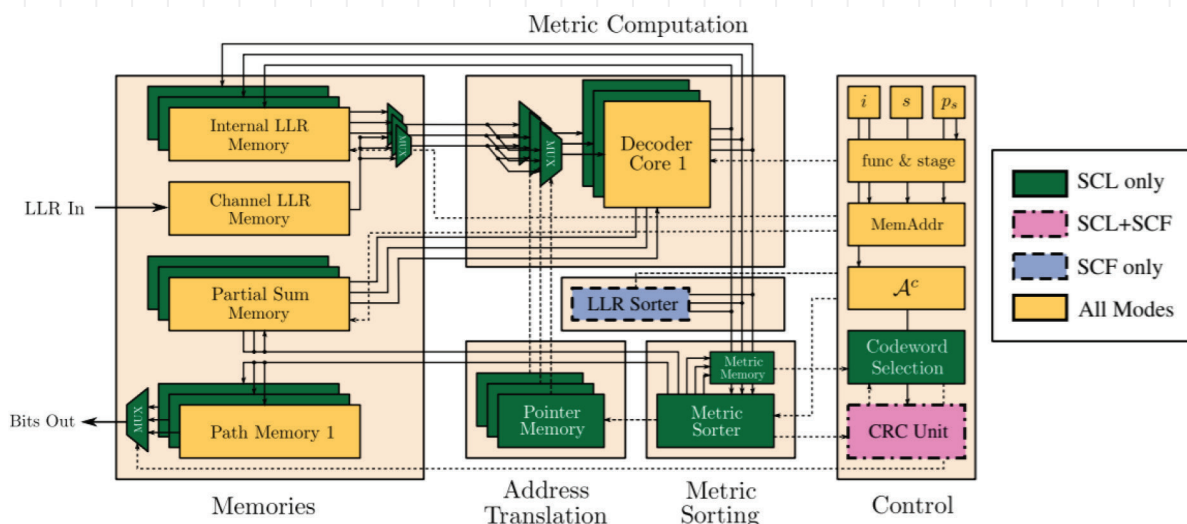 Metric Computation
Internal LLR
Memory
MUX
Channel LLR
Memory
LLR In
Partial Sum
Memory
Bits Out
MUX
Path Memory 1
Memories
MUX
Decoder
Core 1
LLR Sorter
Pointer
Memory
Address
Translation
Metric
Memory
Metric
Sorter
Metric
Sorting
i
s
pₛ
func & stage
MemAddr
𝒜ᶜ
Codeword
Selection
CRC Unit
Control
SCL only
SCL+SCF
SCF only
All Modes